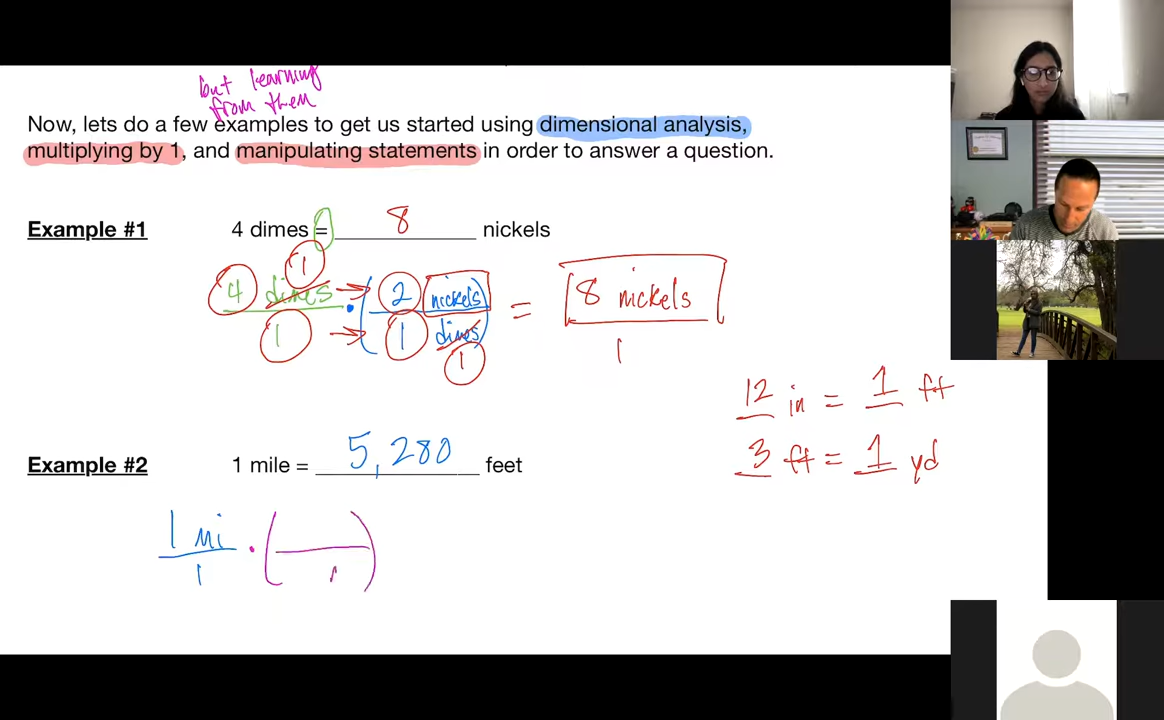 but learning
from them
Now, lets do a few examples to get us started using dimensional analysis,
multiplying by 1, and manipulating statements in order to answer a question.
Example #1 4 dimes = 8 nickels
1
4 dimes · ( 2 nickels ) = 8 nickels
1 1 dimes 1
1
12 in = 1 ft
3 ft = 1 yd
Example #2 1 mile = 5,280 feet
1 mi · ( )
1